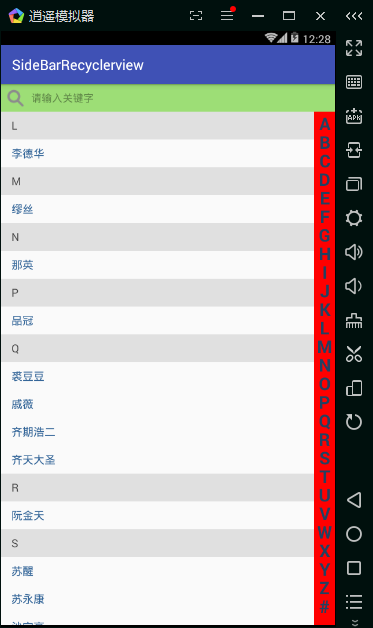 逍遥模拟器
12:28
SideBarRecyclerview
请输入关键字
L
李德华
M
缪丝
N
那英
P
品冠
Q
裘豆豆
戚薇
齐期浩二
齐天大圣
R
阮金天
S
苏醒
苏永康
A
B
C
D
E
F
G
H
I
J
K
L
M
N
O
P
Q
R
S
T
U
V
W
X
Y
Z
#
APK